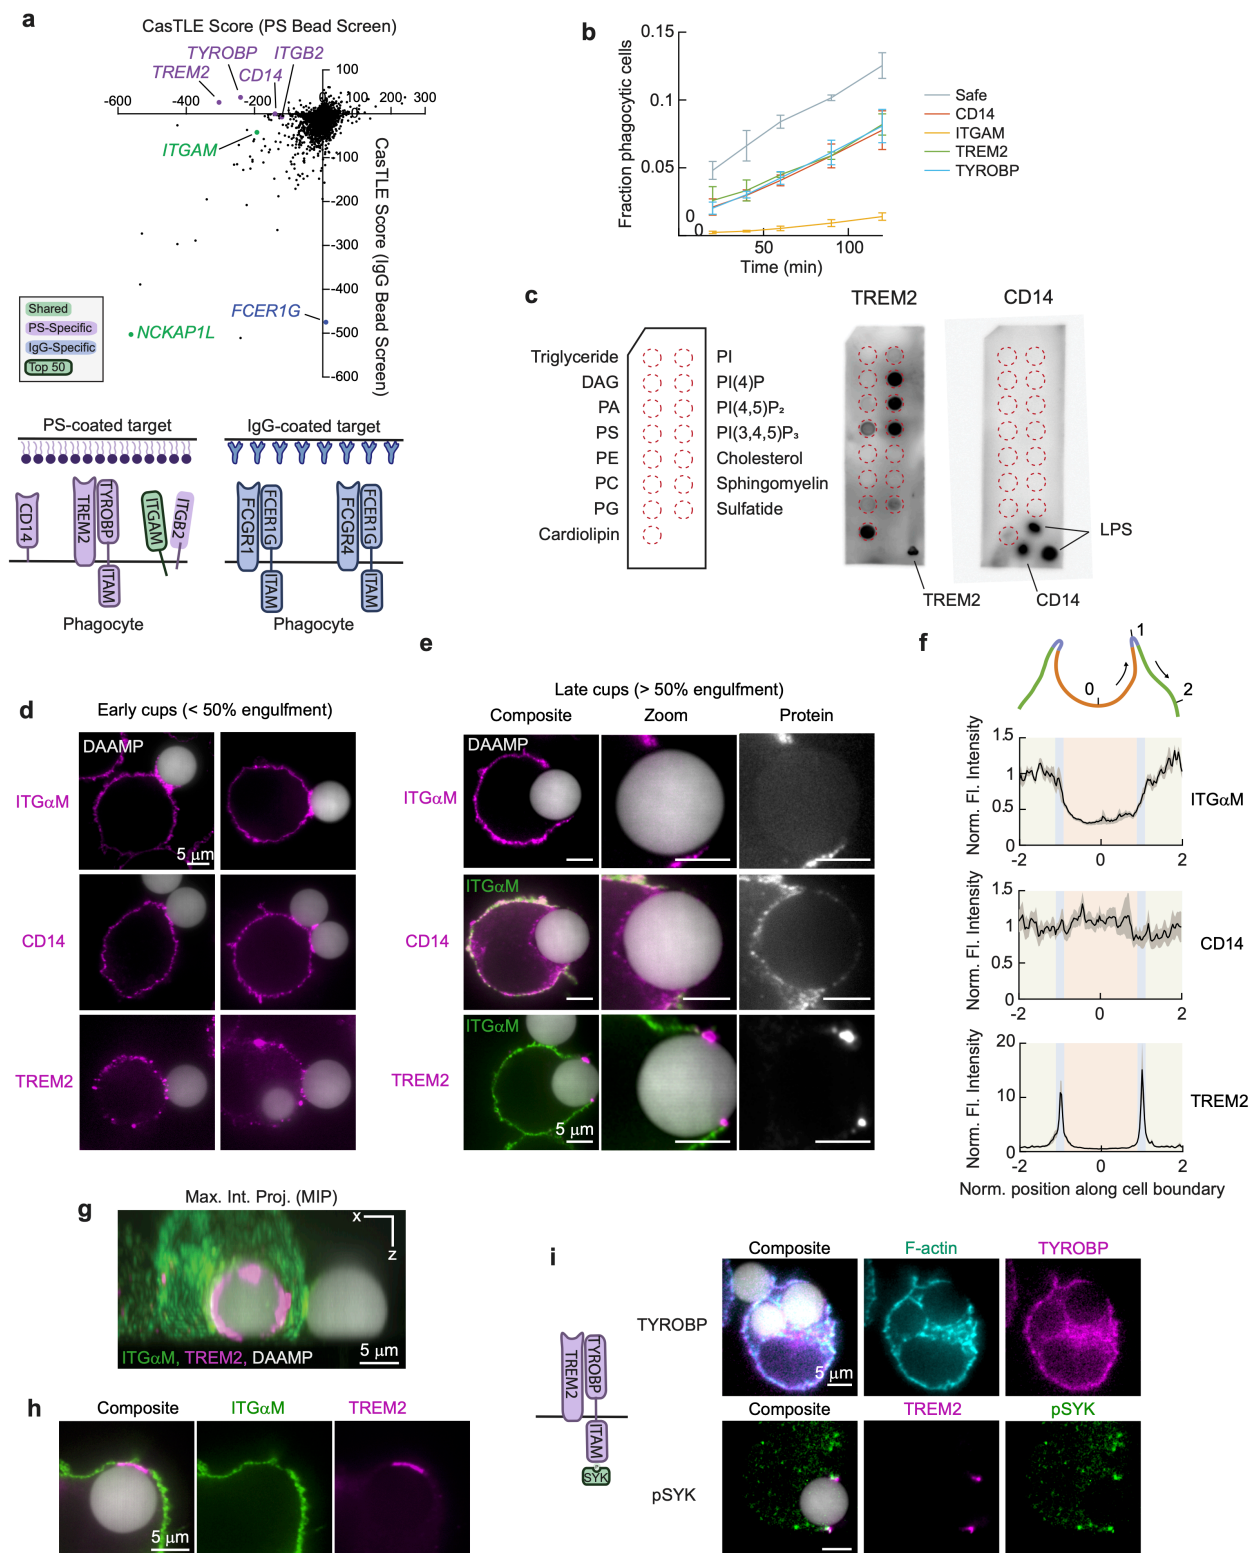 a
CasTLE Score (PS Bead Screen)
TYROBP ITGB2
TREM2 CD14
100
-600 -400 -200 0 100 200 300
ITGAM
-100
-200
-300
-400
-500
-600
CasTLE Score (IgG Bead Screen)
FCER1G
NCKAP1L
Shared
PS-Specific
IgG-Specific
Top 50
PS-coated target
IgG-coated target
CD14
TREM2
TYROBP
ITAM
ITGAM
ITGB2
FCGR1
FCER1G
ITAM
FCGR4
FCER1G
ITAM
Phagocyte
Phagocyte
b
Fraction phagocytic cells
0.15
0.1
0.05
0
0
50 100
Time (min)
Safe
CD14
ITGAM
TREM2
TYROBP
c
TREM2 CD14
Triglyceride PI
DAG PI(4)P
PA PI(4,5)P₂
PS PI(3,4,5)P₃
PE Cholesterol
PC Sphingomyelin
PG Sulfatide
Cardiolipin
LPS
TREM2
CD14
d
Early cups (< 50% engulfment)
DAAMP
ITGαM
5 μm
CD14
TREM2
e
Late cups (> 50% engulfment)
Composite Zoom Protein
DAAMP
ITGαM
ITGαM
CD14
ITGαM
TREM2
5 μm
f
0
1
2
Norm. Fl. Intensity
1.5
1
0.5
0
-2 0 2
ITGαM
Norm. Fl. Intensity
1.5
1
0.5
0
-2 0 2
CD14
Norm. Fl. Intensity
20
10
0
-2 0 2
TREM2
Norm. position along cell boundary
g
Max. Int. Proj. (MIP)
x
z
ITGαM, TREM2, DAAMP
5 μm
h
Composite ITGαM TREM2
5 μm
i
TREM2
TYROBP
ITAM
SYK
Composite F-actin TYROBP
TYROBP
5 μm
Composite TREM2 pSYK
pSYK